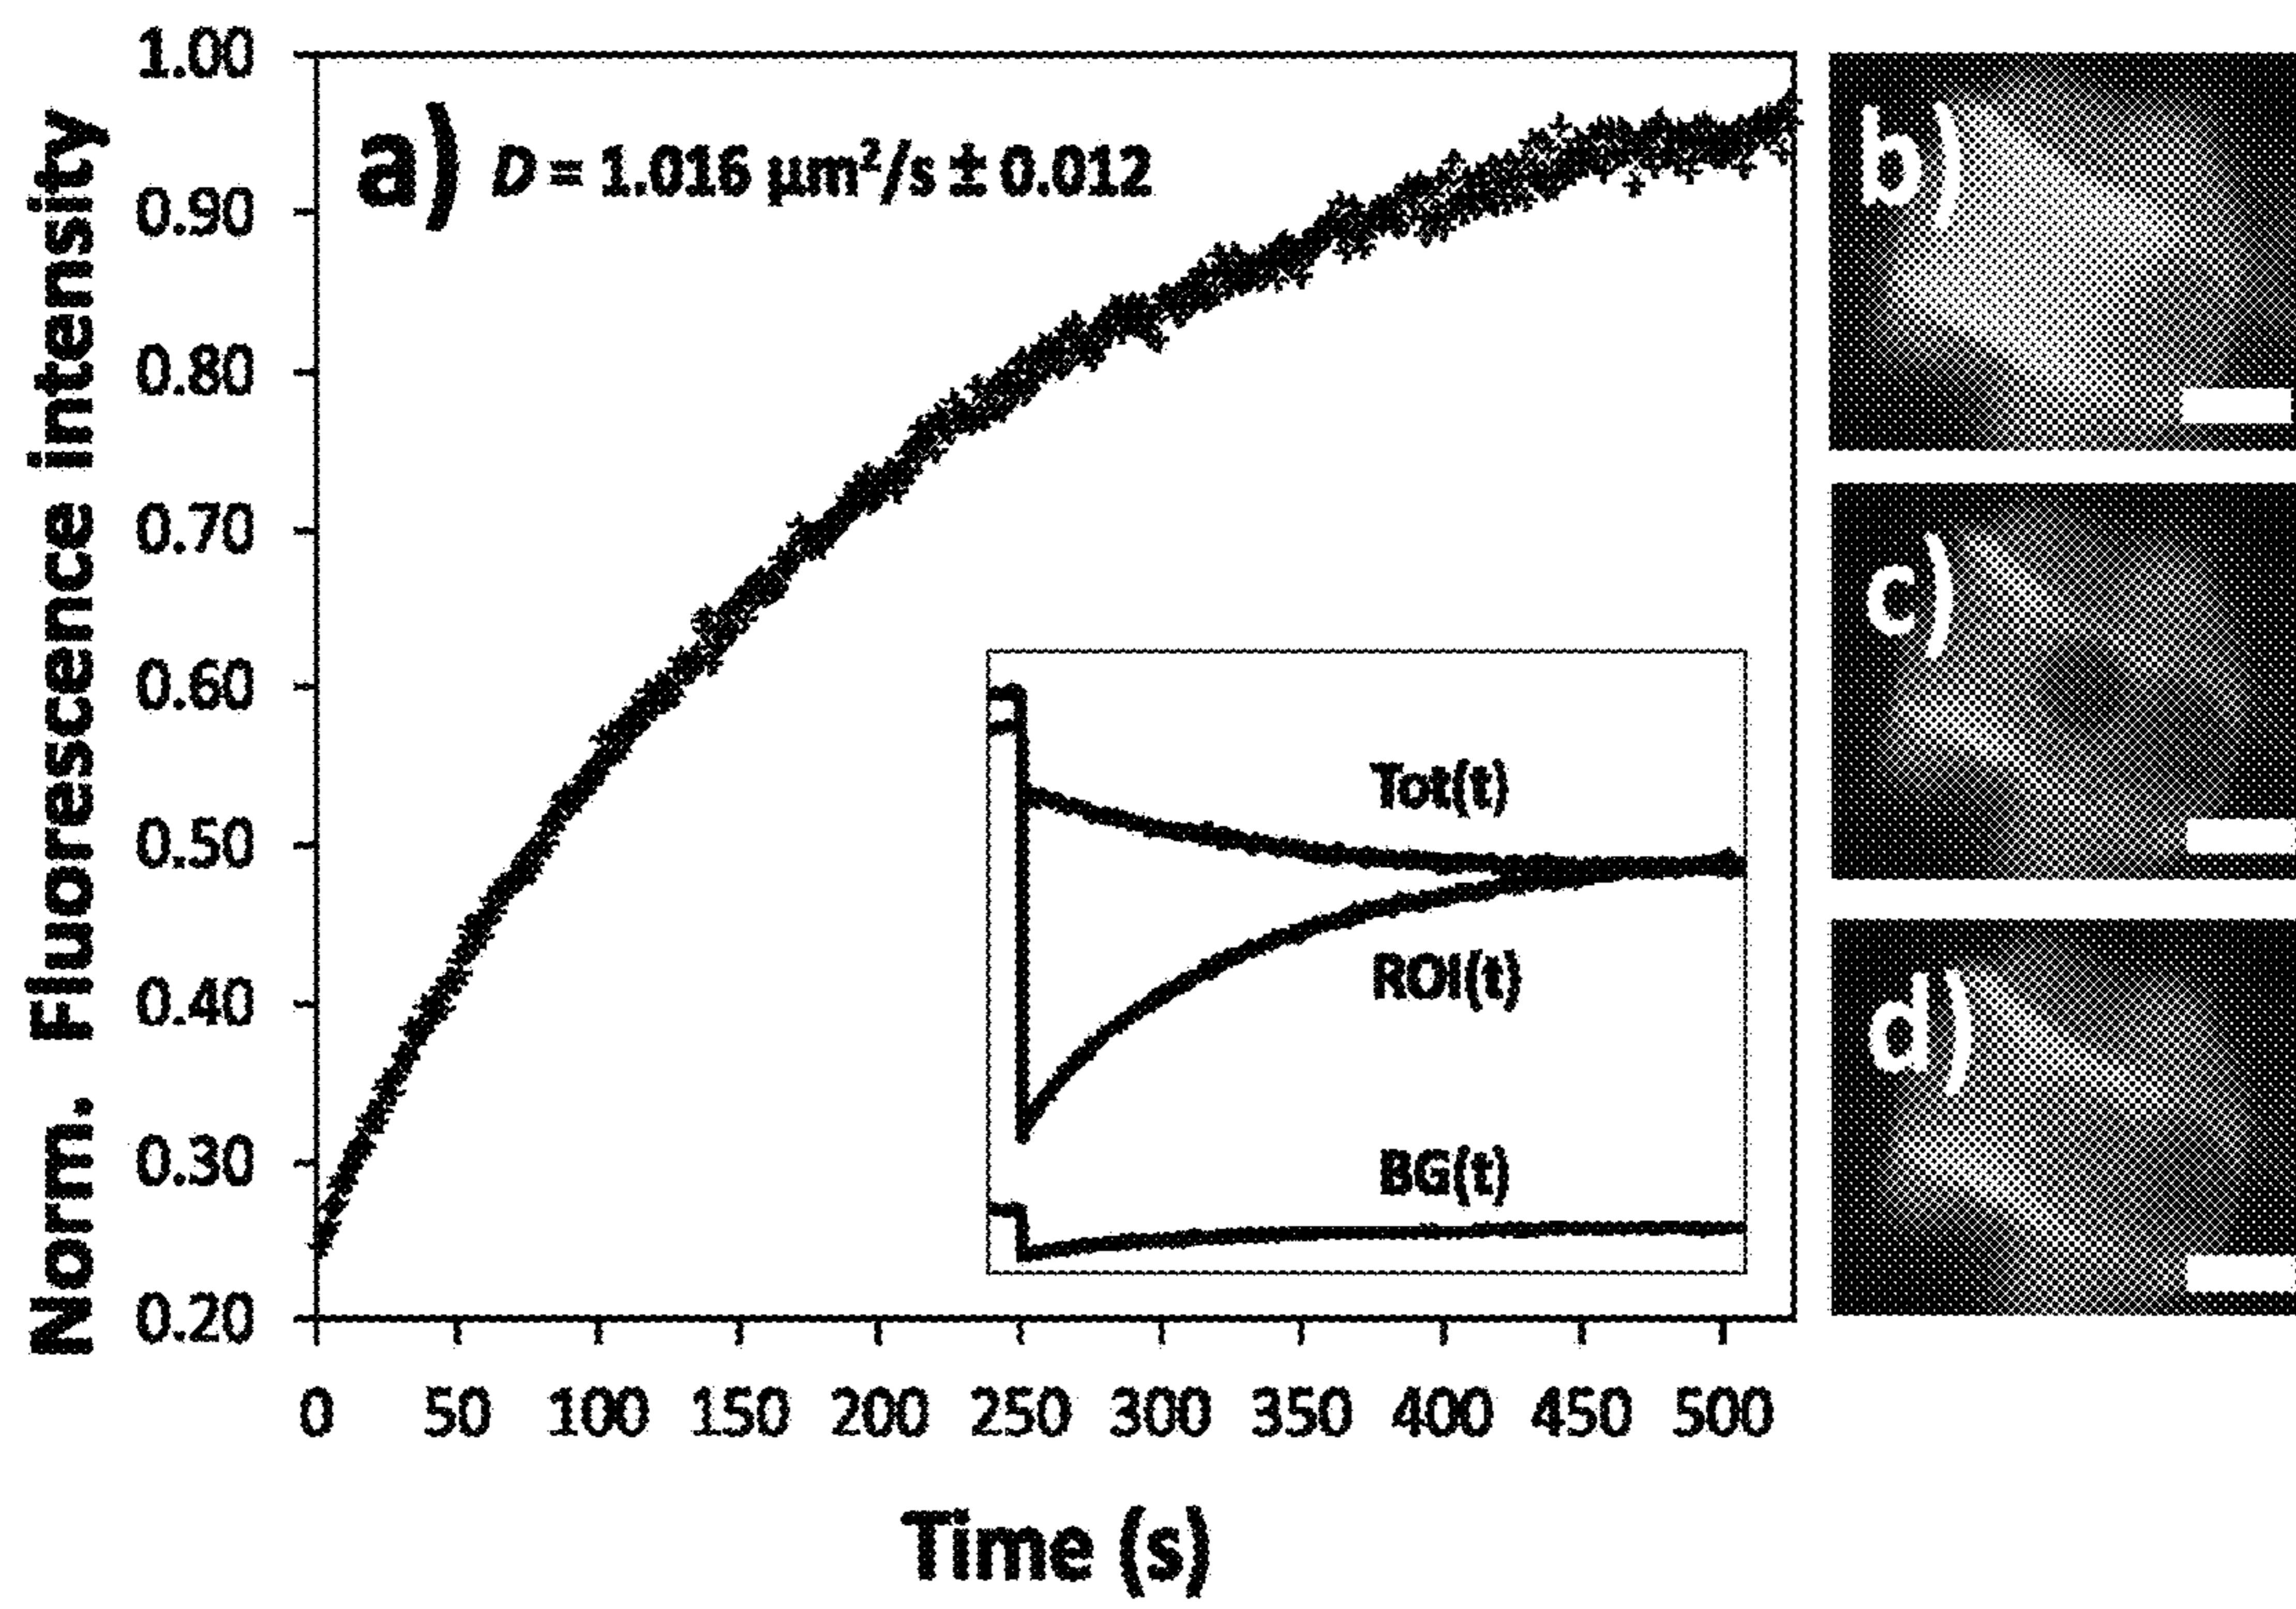 a) D = 1.016 µm²/s ± 0.012
Norm. Fluorescence intensity
1.00
0.90
0.80
0.70
0.60
0.50
0.40
0.30
0.20
Tot(t)
ROI(t)
BG(t)
0 50 100 150 200 250 300 350 400 450 500
Time (s)
b)
c)
d)